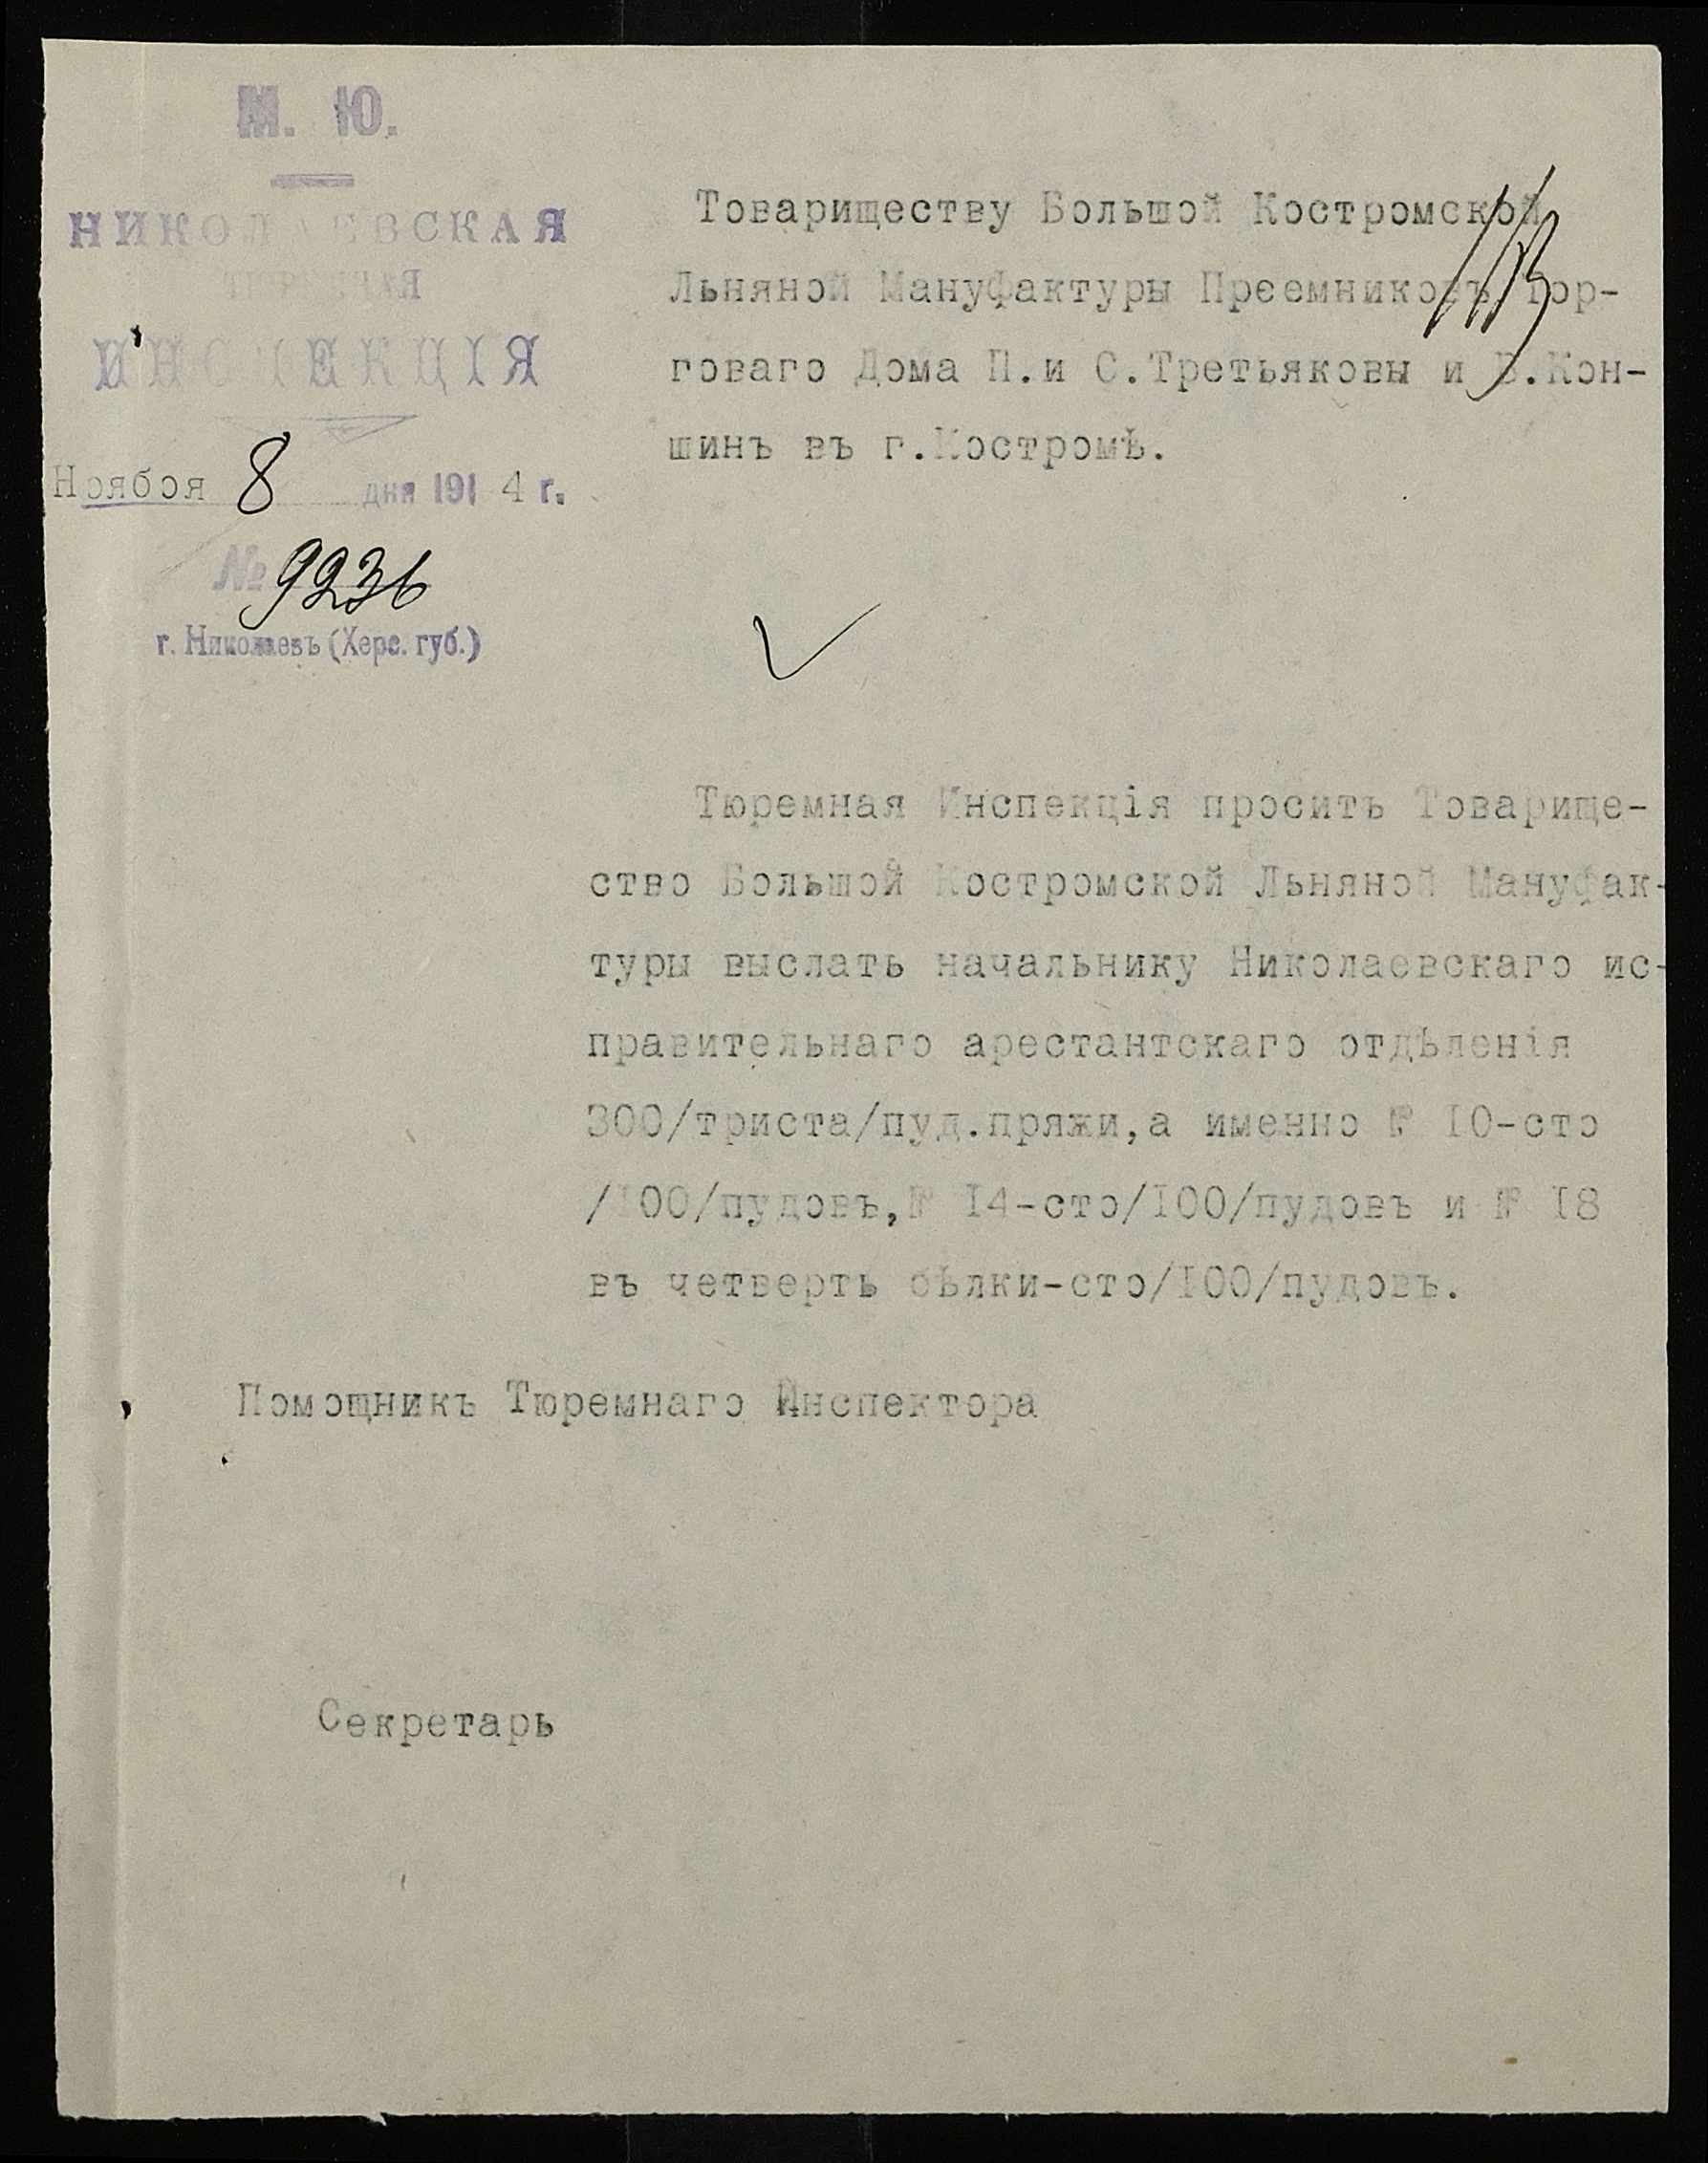 М. Ю.
НИКОЛАЕВСКАЯ
ТЮРЕМНАЯ
ИНСПЕКЦІЯ
Ноября 8 дня 1914 г.
№ 9236
г. Николаевъ (Херс. губ.)
Товариществу Большой Костромской
Льняной Мануфактуры Преемниковъ Тор-
говаго Дома П.и С.Третьяковы и В.Кон-
шинъ въ г.Костромѣ.
Тюремная Инспекція проситъ Товарище-
ство Большой Костромской Льняной Мануфак-
туры выслать начальнику Николаевскаго ис-
правительнаго арестантскаго отдѣленія
300/триста/пуд.пряжи,а именно № 10-сто
/100/пудовъ,№ 14-сто/100/пудовъ и № 18
въ четверть бѣлки-сто/100/пудовъ.
Помощникъ Тюремнаго Инспектора
Секретарь